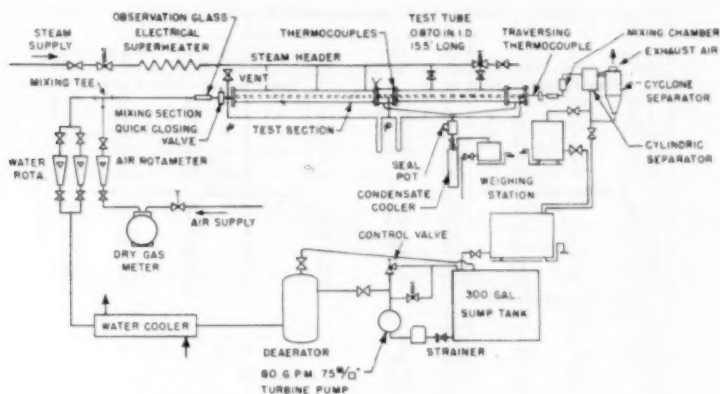 OBSERVATION GLASS
ELECTRICAL
SUPERHEATER
STEAM
SUPPLY
MIXING TEE
STEAM HEADER
VENT
THERMOCOUPLES
TEST TUBE
0.870 IN I.D.
15.5' LONG
TRAVERSING
THERMOCOUPLE
MIXING CHAMBER
EXHAUST AIR
CYCLONE
SEPARATOR
CYLINDRIC
SEPARATOR
MIXING SECTION
QUICK CLOSING
VALVE
TEST SECTION
WATER
ROTA.
AIR ROTAMETER
SEAL
POT
CONDENSATE
COOLER
WEIGHING
STATION
AIR SUPPLY
DRY GAS
METER
CONTROL VALVE
300 GAL.
SUMP TANK
WATER COOLER
DEAERATOR
STRAINER
80 G.P.M. 75#/□"
TURBINE PUMP